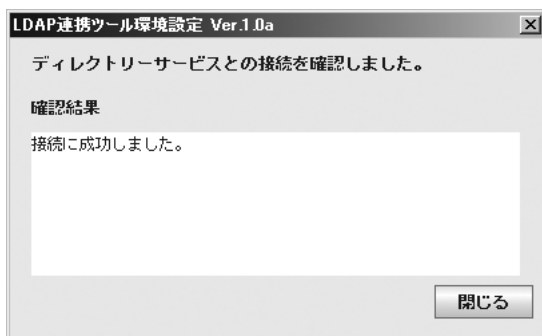 LDAP連携ツール環境設定 Ver.1.0a
ディレクトリーサービスとの接続を確認しました。
確認結果
接続に成功しました。
閉じる